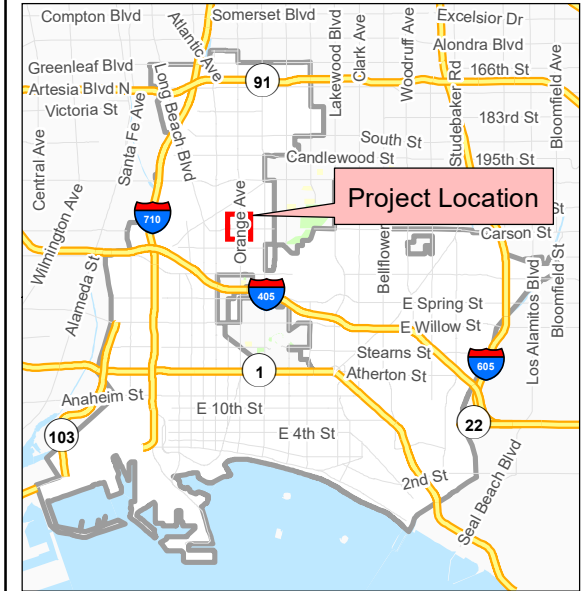 Compton Blvd
Somerset Blvd
Excelsior Dr
Alondra Blvd
166th St
Greenleaf Blvd
Artesia Blvd N
Victoria St
Atlantic Ave
Long Beach Blvd
Santa Fe Ave
Central Ave
Wilmington Ave
Alameda St
91
Lakewood Blvd
Clark Ave
Woodruff Ave
Studebaker Rd
Bloomfield Ave
183rd St
South St
Candlewood St
195th St
Project Location
Orange Ave
710
Carson St
Bellflower
405
E Spring St
E Willow St
Los Alamitos Blvd
Bloomfield St
Stearns St
Atherton St
605
1
Anaheim St
E 10th St
E 4th St
103
22
2nd St
Seal Beach Blvd